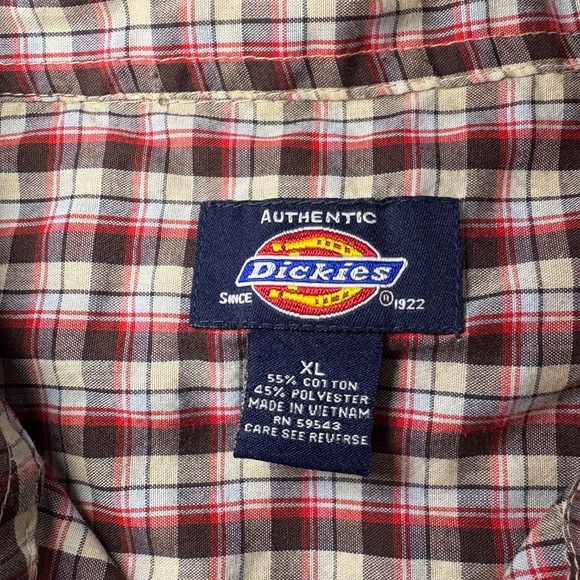 AUTHENTIC
Dickies
SINCE ® 1922
XL
55% COTTON
45% POLYESTER
MADE IN VIETNAM
RN 59543
CARE SEE REVERSE